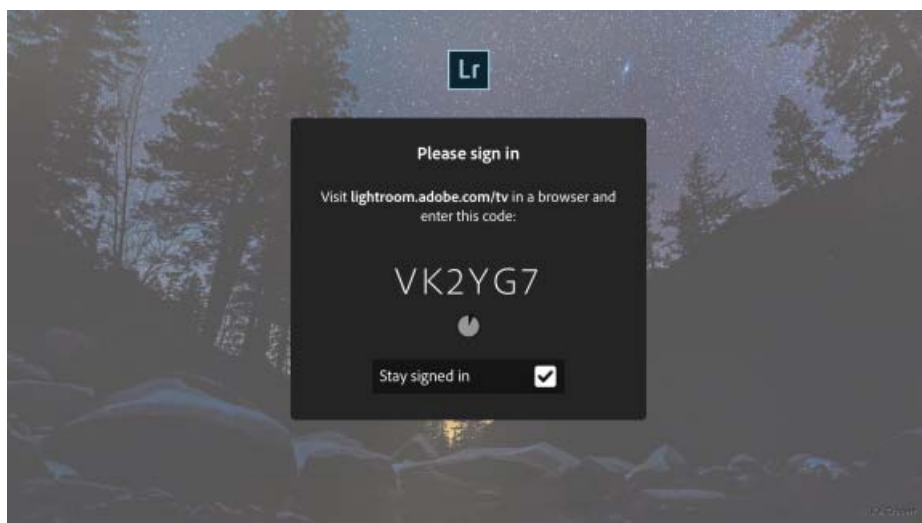 Lr
Please sign in
Visit lightroom.adobe.com/tv in a browser and
enter this code:
VK2YG7
Stay signed in